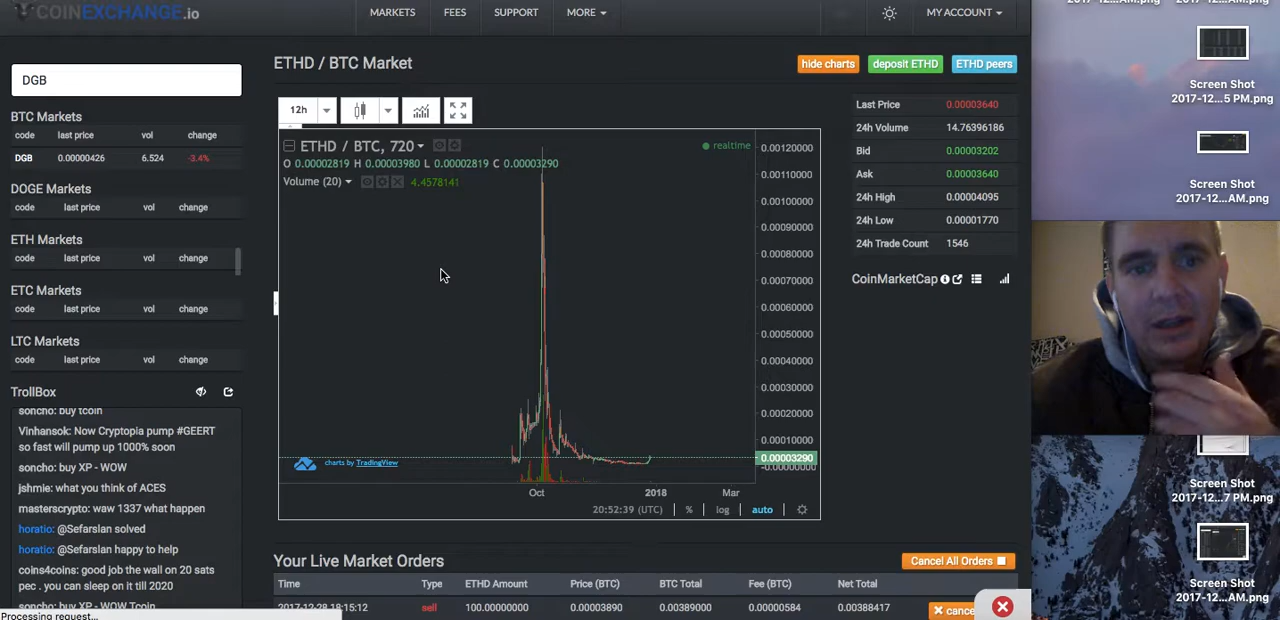 COINEXCHANGE.io
MARKETS FEES SUPPORT MORE MY ACCOUNT
DGB
BTC Markets
code last price vol change
DGB 0.00000426 6.524 -3.4%
DOGE Markets
code last price vol change
ETH Markets
code last price vol change
ETC Markets
code last price vol change
LTC Markets
code last price vol change
TrollBox
soncho: buy tcoin
Vinhansok: Now Cryptopia pump #GEERT
so fast will pump up 1000% soon
soncho: buy XP - WOW
jshmie: what you think of ACES
masterscrypto: waw 1337 what happen
horatio: @Sefarslan solved
horatio: @Sefarslan happy to help
coins4coins: good job the wall on 20 sats
pec . you can sleep on it till 2020
soncho: buy XP - WOW Tcoin
Processing request...
ETHD / BTC Market
hide charts deposit ETHD ETHD peers
12h
ETHD / BTC, 720
realtime
O 0.00002819 H 0.00003980 L 0.00002819 C 0.00003290
Volume (20) 4.4578141
0.00120000
0.00110000
0.00100000
0.00090000
0.00080000
0.00070000
0.00060000
0.00050000
0.00040000
0.00030000
0.00020000
0.00010000
0.00003290
-0.00000000
charts by TradingView
Oct 2018 Mar
20:52:39 (UTC) % log auto
Last Price 0.00003640
24h Volume 14.76396186
Bid 0.00003202
Ask 0.00003640
24h High 0.00004095
24h Low 0.00001770
24h Trade Count 1546
CoinMarketCap
Your Live Market Orders
Cancel All Orders
Time Type ETHD Amount Price (BTC) BTC Total Fee (BTC) Net Total
2017-12-28 18:15:12 sell 100.00000000 0.00003890 0.00389000 0.00000584 0.00388417
cance
Screen Shot
2017-12...5 PM.png
Screen Shot
2017-12...AM.png
Screen Shot
2017-12...7 PM.png
Screen Shot
2017-12...AM.png